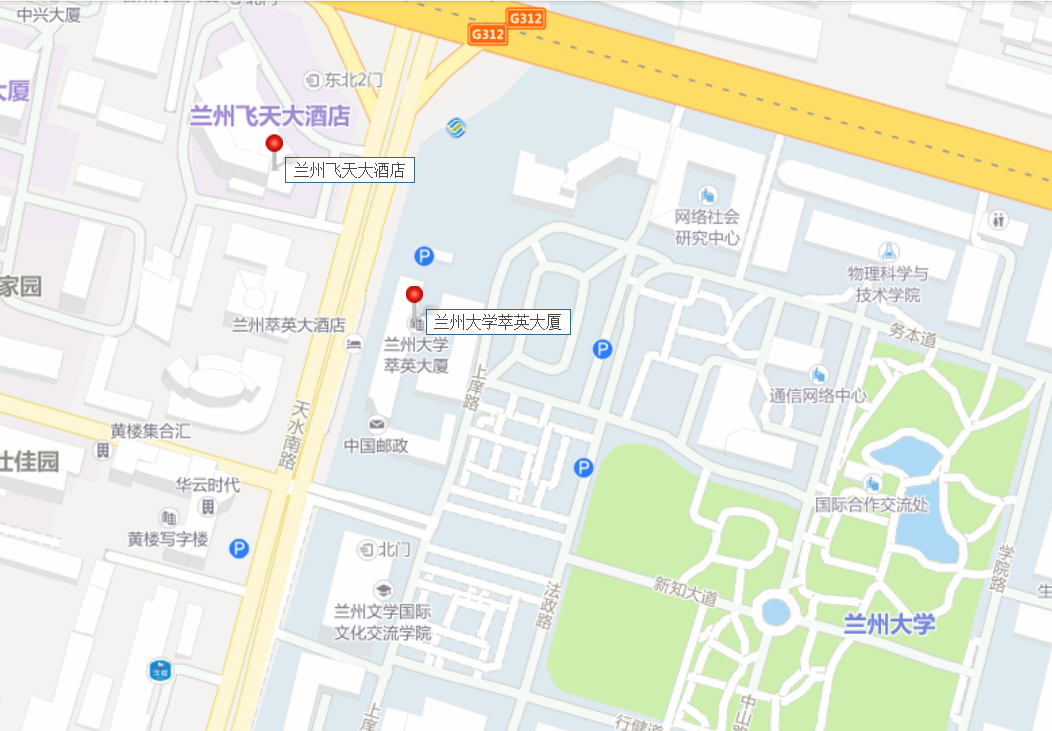 中兴大厦
北门
G312
G312
大厦
东北2门
兰州飞天大酒店
兰州飞天大酒店
网络社会
研究中心
物理科学与
技术学院
家园
兰州萃英大酒店
兰州大学萃英大厦
兰州大学
萃英大厦
P
P
P
P
务本道
上庠路
通信网络中心
天水南路
黄楼集合汇
中国邮政
仕佳园
华云时代
国际合作交流处
黄楼写字楼
北门
兰州文学国际
文化交流学院
法政路
新知大道
学院路
生
兰州大学
汉庭
上庠
行健道
中山路